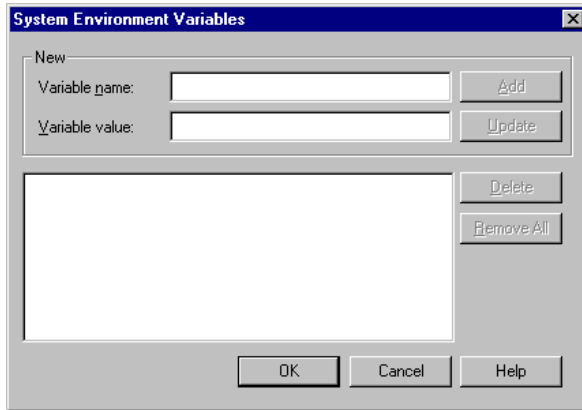 System Environment Variables
New
Variable name: Add
Variable value: Update
Delete
Remove All
OK Cancel Help